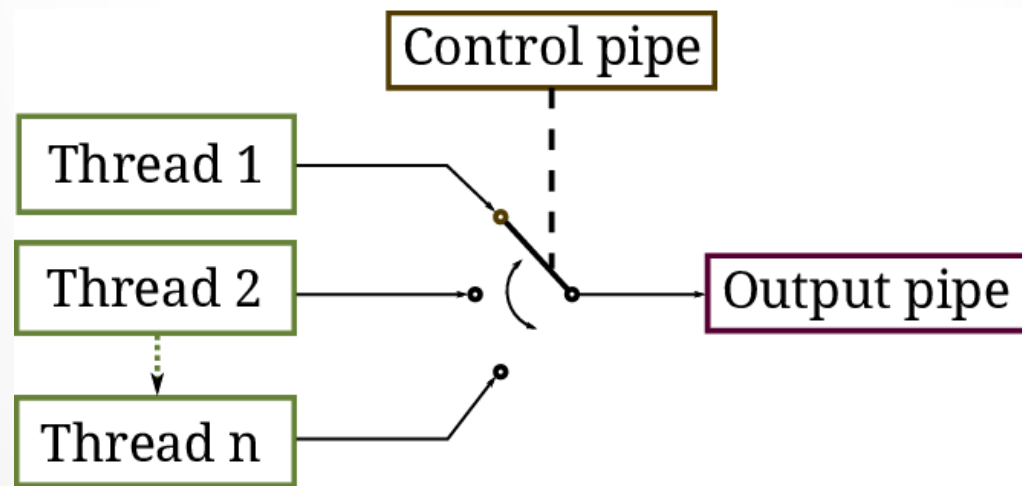 Control pipe
Thread 1
Thread 2
Output pipe
Thread n